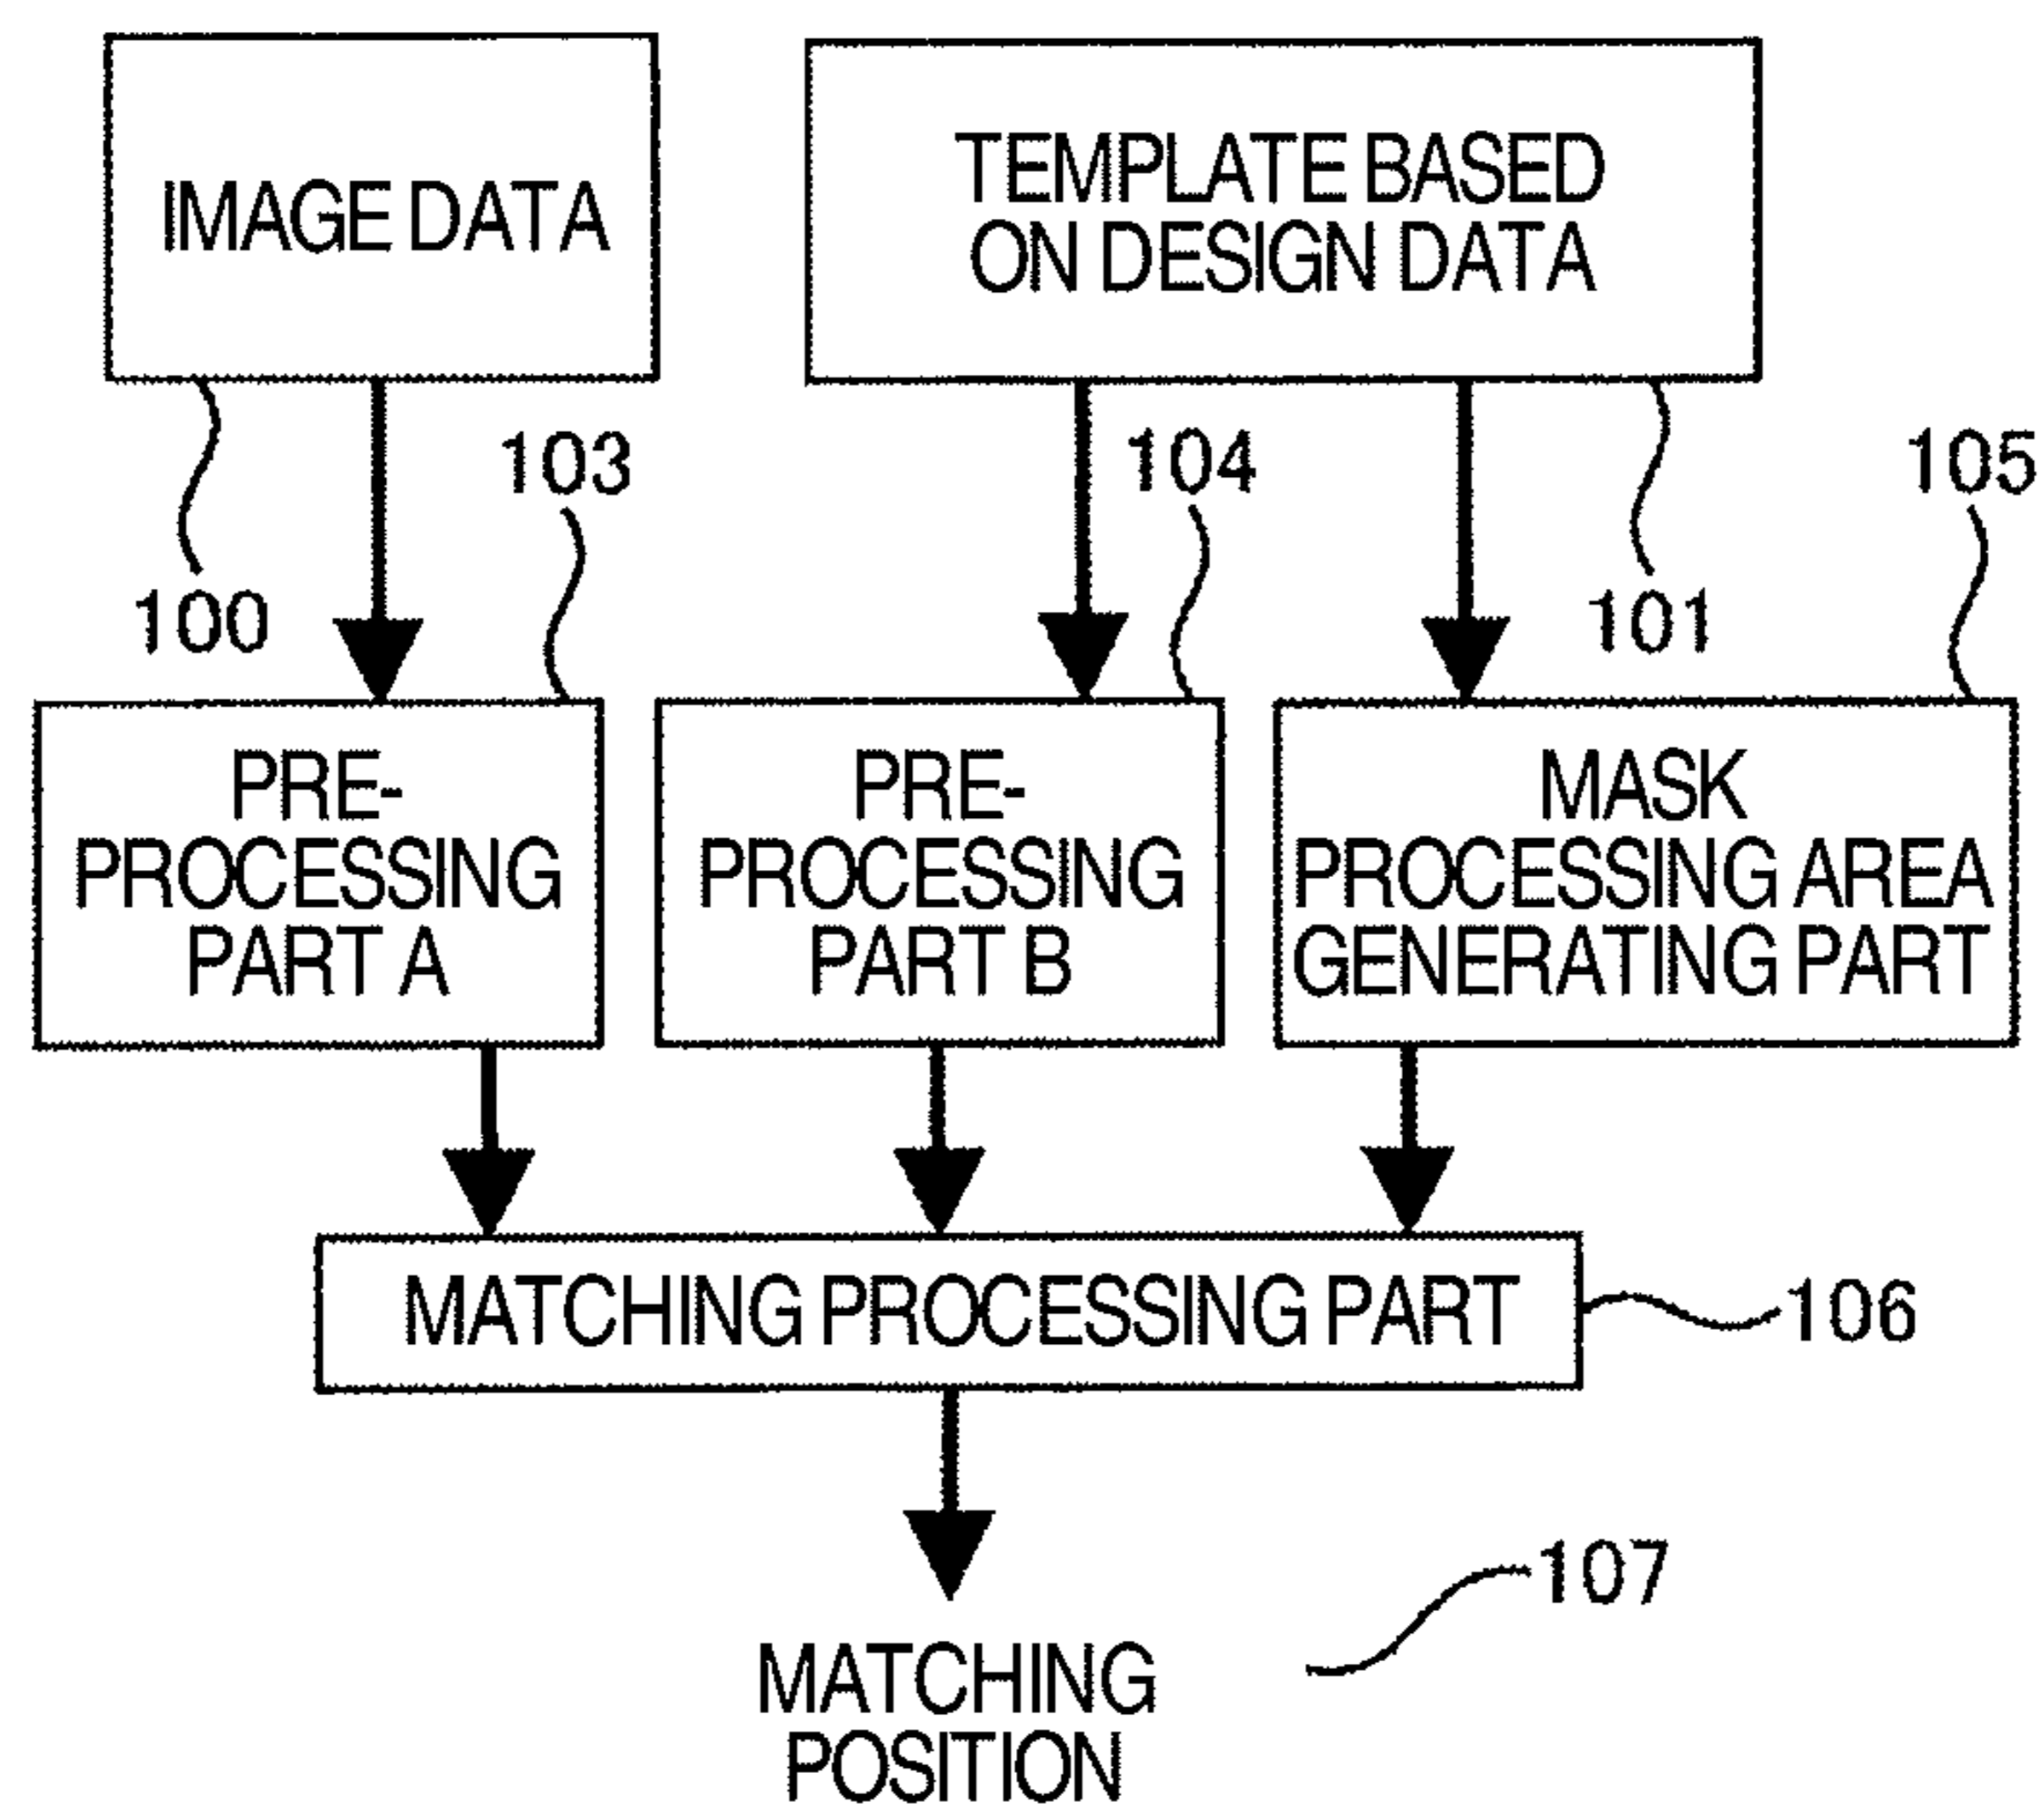 IMAGE DATA
TEMPLATE BASED
ON DESIGN DATA
103
104
105
100
101
PRE-
PROCESSING
PART A
PRE-
PROCESSING
PART B
MASK
PROCESSING AREA
GENERATING PART
MATCHING PROCESSING PART
106
107
MATCHING
POSITION